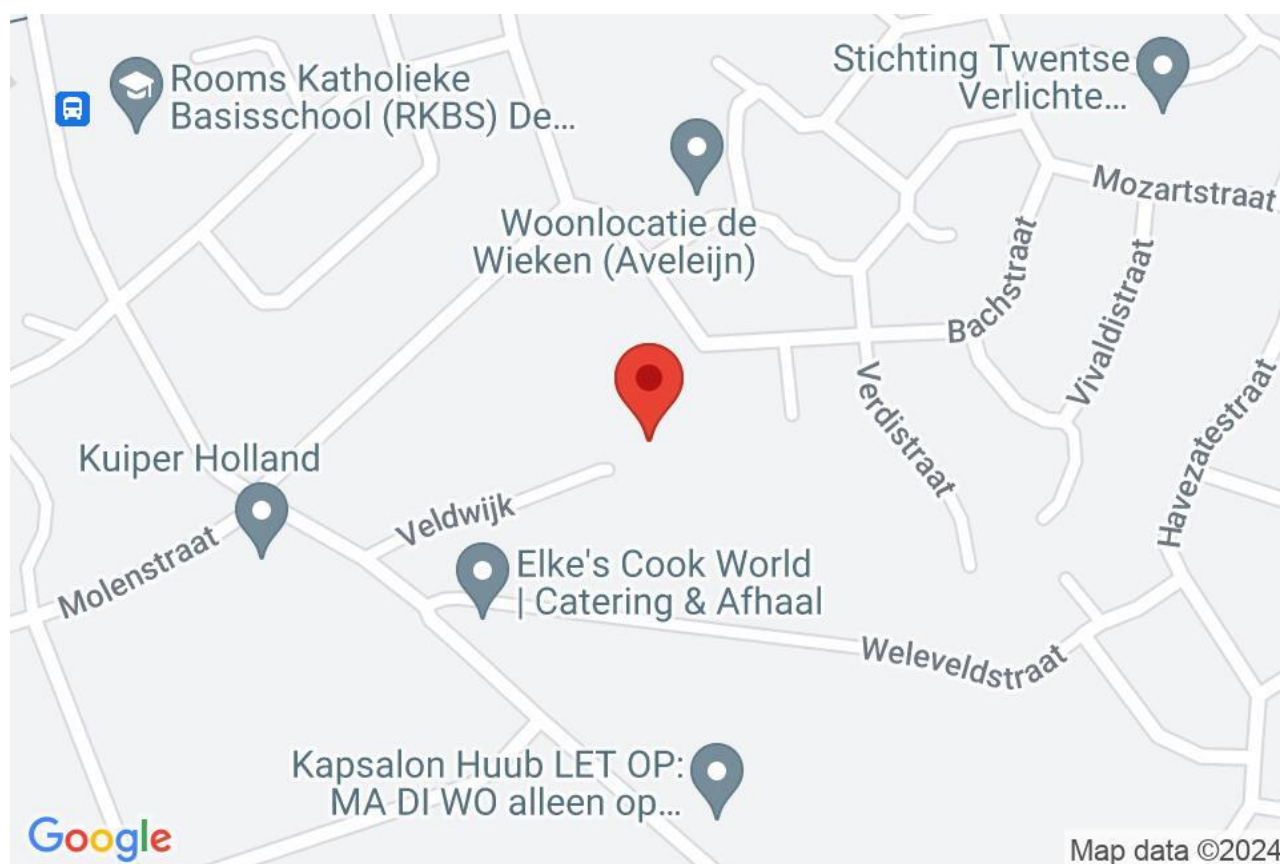 Rooms Katholieke
Basisschool (RKBS) De...
Stichting Twentse
Verlichte...
Mozartstraat
Woonlocatie de
Wieken (Aveleijn)
Bachstraat
Vivaldistraat
Verdistraat
Havezatestraat
Kuiper Holland
Veldwijk
Molenstraat
Elke's Cook World
| Catering & Afhaal
Weleveldstraat
Kapsalon Huub LET OP:
MA DI WO alleen op...
Google
Map data ©2024